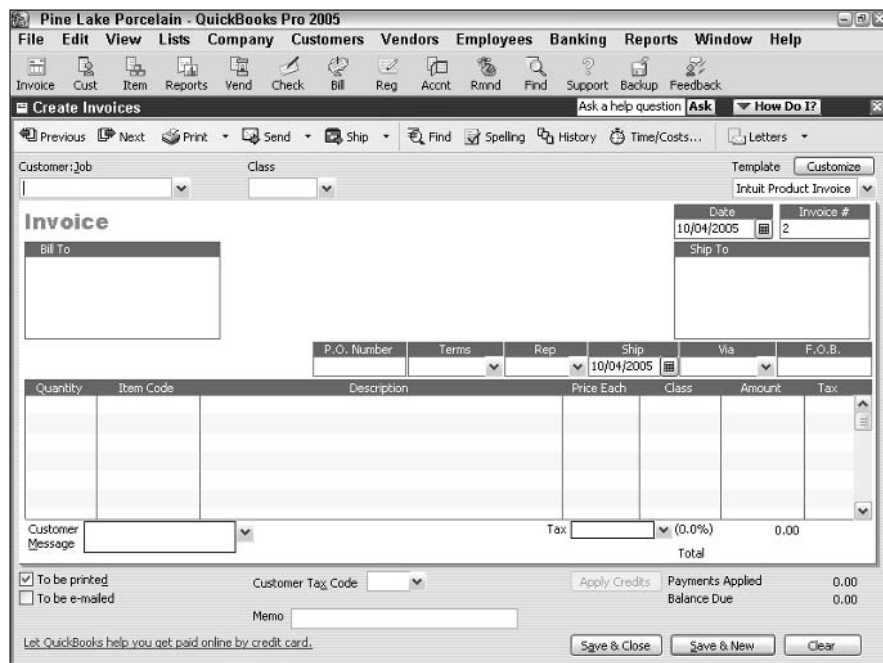 Pine Lake Porcelain - QuickBooks Pro 2005
File Edit View Lists Company Customers Vendors Employees Banking Reports Window Help
Invoice Cust Item Reports Vend Check Bill Reg Accnt Rmnd Find Support Backup Feedback
Create Invoices Ask a help question Ask How Do I?
Previous Next Print Send Ship Find Spelling History Time/Costs... Letters
Customer:Job Class Template Customize
Intuit Product Invoice
Invoice
Date Invoice #
10/04/2005 2
Bill To Ship To
P.O. Number Terms Rep Ship Via F.O.B.
10/04/2005
Quantity Item Code Description Price Each Class Amount Tax
Customer Message Tax (0.0%) 0.00
Total
To be printed Customer Tax Code Apply Credits Payments Applied 0.00
To be e-mailed Balance Due 0.00
Memo
Let QuickBooks help you get paid online by credit card. Save & Close Save & New Clear